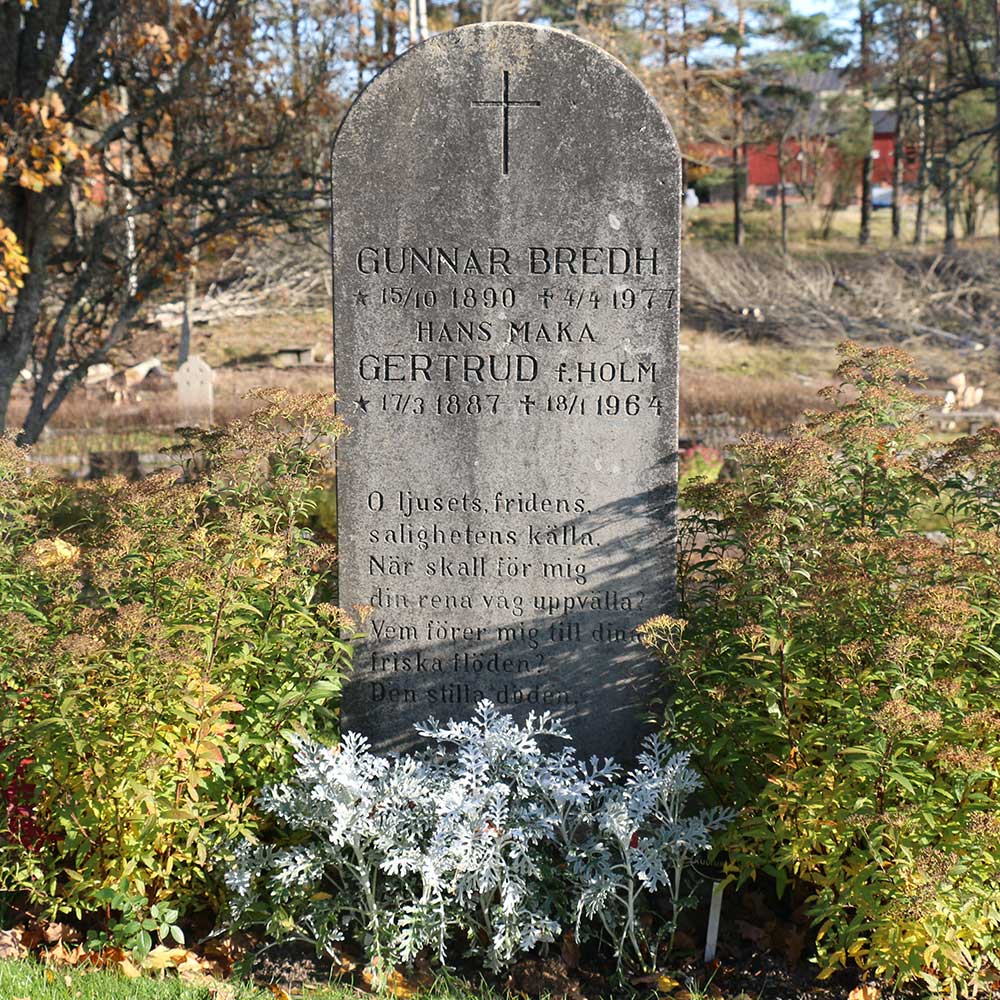 GUNNAR BREDH
★ 15/10 1890 ✝ 4/4 1977
HANS MAKA
GERTRUD F.HOLM
★ 17/3 1887 ✝ 18/1 1964
O ljusets, fridens,
salighetens källa.
När skall för mig
din rena våg uppvälla?
Vem förer mig till dina
friska flöden?
Den stilla döden.